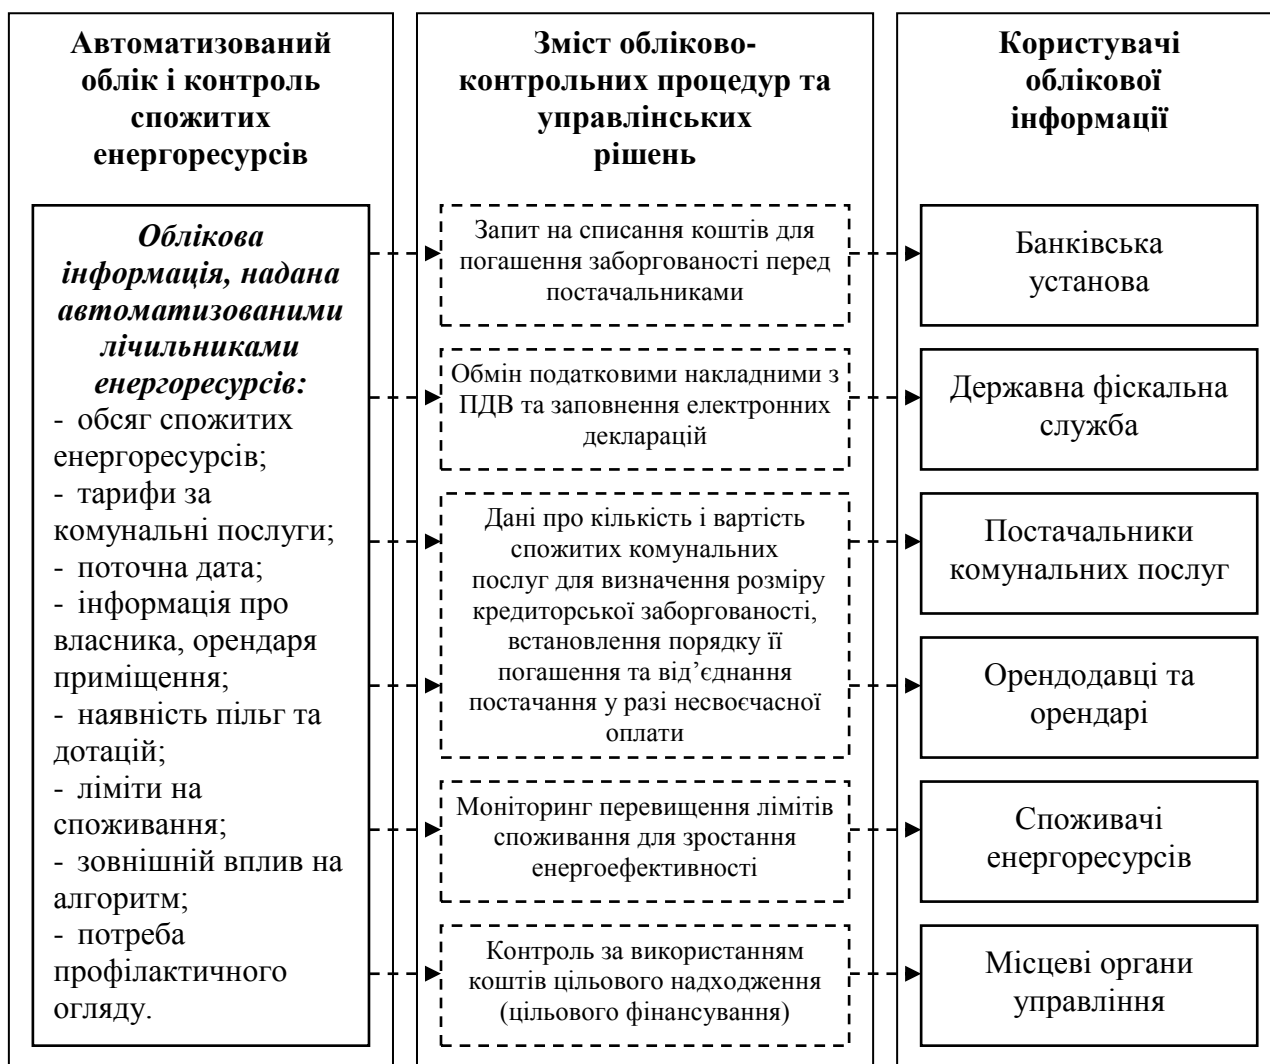 Автоматизований
облік і контроль
спожитих
енергоресурсів
Облікова
інформація, надана
автоматизованими
лічильниками
енергоресурсів:
- обсяг спожитих
енергоресурсів;
- тарифи за
комунальні послуги;
- поточна дата;
- інформація про
власника, орендаря
приміщення;
- наявність пільг та
дотацій;
- ліміти на
споживання;
- зовнішній вплив на
алгоритм;
- потреба
профілактичного
огляду.
Зміст обліково-
контрольних процедур та
управлінських
рішень
Запит на списання коштів для
погашення заборгованості перед
постачальниками
Обмін податковими накладними з
ПДВ та заповнення електронних
декларацій
Дані про кількість і вартість
спожитих комунальних
послуг для визначення розміру
кредиторської заборгованості,
встановлення порядку її
погашення та від’єднання
постачання у разі несвоєчасної
оплати
Моніторинг перевищення лімітів
споживання для зростання
енергоефективності
Контроль за використанням
коштів цільового надходження
(цільового фінансування)
Користувачі
облікової
інформації
Банківська
установа
Державна фіскальна
служба
Постачальники
комунальних послуг
Орендодавці та
орендарі
Споживачі
енергоресурсів
Місцеві органи
управління